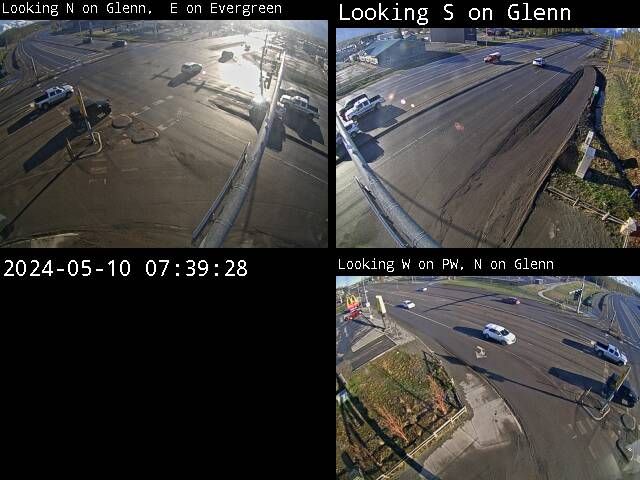 Looking N on Glenn,  E on Evergreen
Looking S on Glenn
2024-05-10 07:39:28
Looking W on PW, N on Glenn